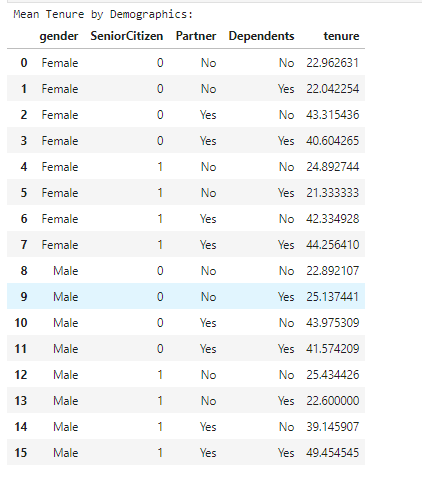 Mean Tenure by Demographics:
gender SeniorCitizen Partner Dependents tenure
0 Female 0 No No 22.962631
1 Female 0 No Yes 22.042254
2 Female 0 Yes No 43.315436
3 Female 0 Yes Yes 40.604265
4 Female 1 No No 24.892744
5 Female 1 No Yes 21.333333
6 Female 1 Yes No 42.334928
7 Female 1 Yes Yes 44.256410
8 Male 0 No No 22.892107
9 Male 0 No Yes 25.137441
10 Male 0 Yes No 43.975309
11 Male 0 Yes Yes 41.574209
12 Male 1 No No 25.434426
13 Male 1 No Yes 22.600000
14 Male 1 Yes No 39.145907
15 Male 1 Yes Yes 49.454545